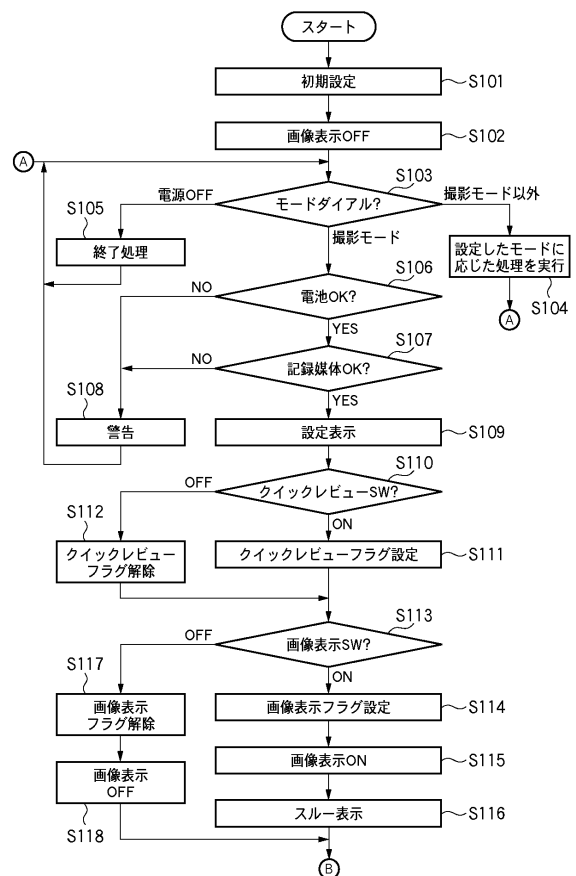 スタート
初期設定
S101
画像表示OFF
S102
A
S103
電源OFF
モードダイアル?
撮影モード以外
S105
終了処理
撮影モード
設定したモードに
応じた処理を実行
S104
A
S106
NO
電池OK?
YES
S107
NO
記録媒体OK?
YES
S108
警告
設定表示
S109
S110
OFF
クイックレビューSW?
ON
S112
クイックレビュー
フラグ解除
クイックレビューフラグ設定
S111
S113
OFF
画像表示SW?
ON
S117
画像表示
フラグ解除
画像表示フラグ設定
S114
画像表示
OFF
S118
画像表示ON
S115
スルー表示
S116
B